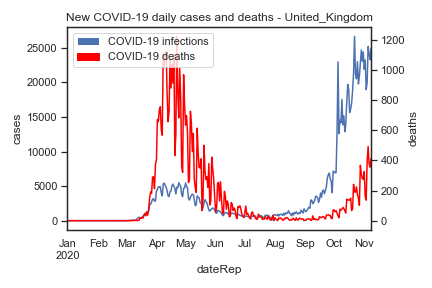 New COVID-19 daily cases and deaths - United_Kingdom
COVID-19 infections
COVID-19 deaths
25000
20000
15000
10000
5000
0
cases
1200
1000
800
600
400
200
0
deaths
Jan Feb Mar Apr May Jun Jul Aug Sep Oct Nov
2020
dateRep